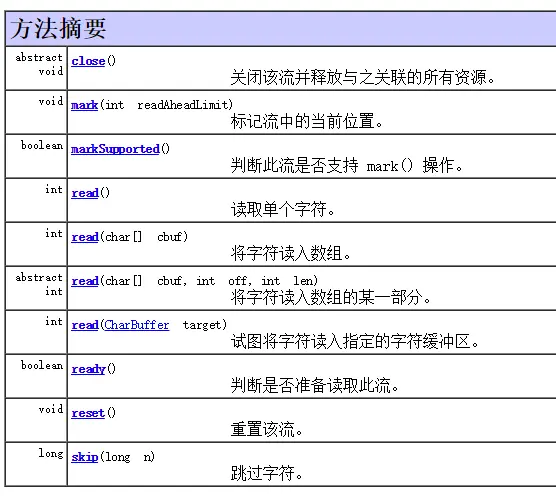 方法摘要
abstract void close()
关闭该流并释放与之关联的所有资源。
void mark(int readAheadLimit)
标记流中的当前位置。
boolean markSupported()
判断此流是否支持 mark() 操作。
int read()
读取单个字符。
int read(char[] cbuf)
将字符读入数组。
abstract int read(char[] cbuf, int off, int len)
将字符读入数组的某一部分。
int read(CharBuffer target)
试图将字符读入指定的字符缓冲区。
boolean ready()
判断是否准备读取此流。
void reset()
重置该流。
long skip(long n)
跳过字符。